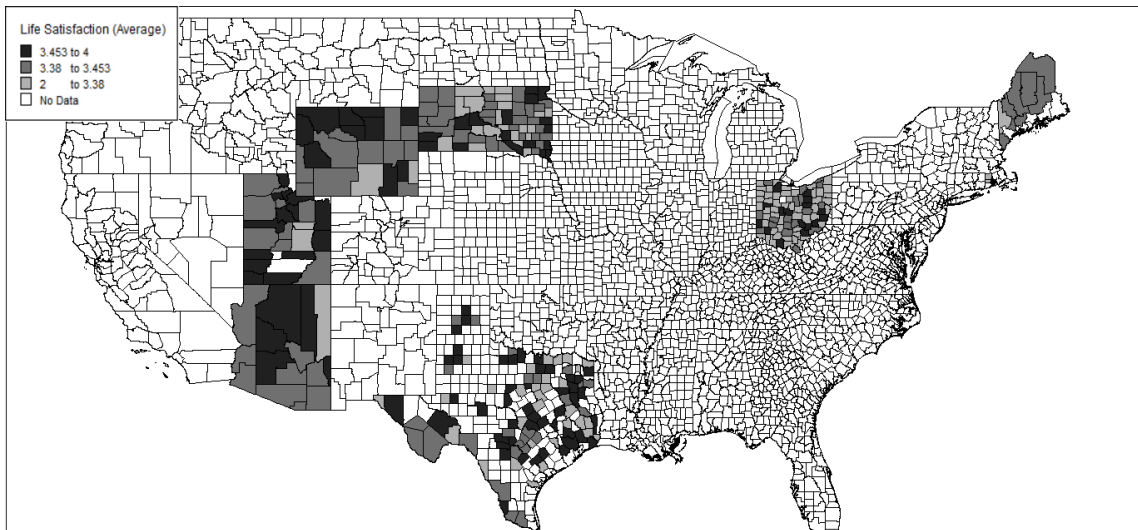 Life Satisfaction (Average)
3.453 to 4
3.38 to 3.453
2 to 3.38
No Data